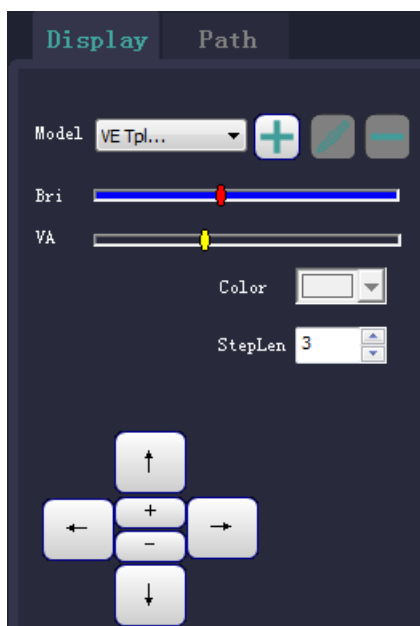 Display Path
Model VE Tpl...
Bri
VA
Color
StepLen 3